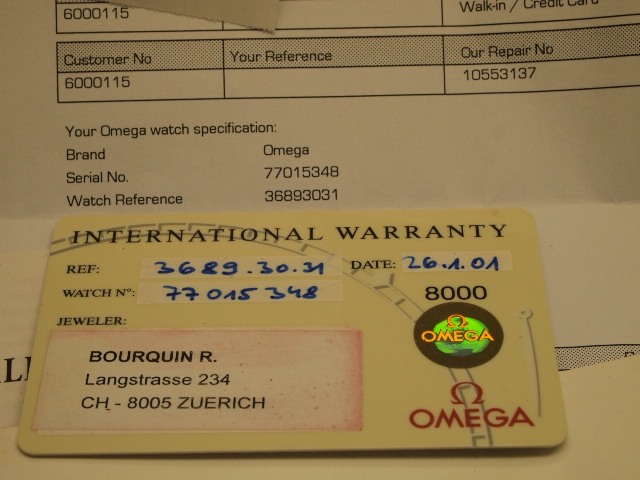 6000115 Walk-in / Credit Card
Customer No Your Reference Our Repair No
6000115 10553137
Your Omega watch specification:
Brand Omega
Serial No. 77015348
Watch Reference 36893031
INTERNATIONAL WARRANTY
REF: 3689.30.31 DATE: 26.1.01
WATCH Nº: 77015348 8000
JEWELER:
BOURQUIN R.
Langstrasse 234
CH - 8005 ZUERICH
Ω
OMEGA
Ω
OMEGA